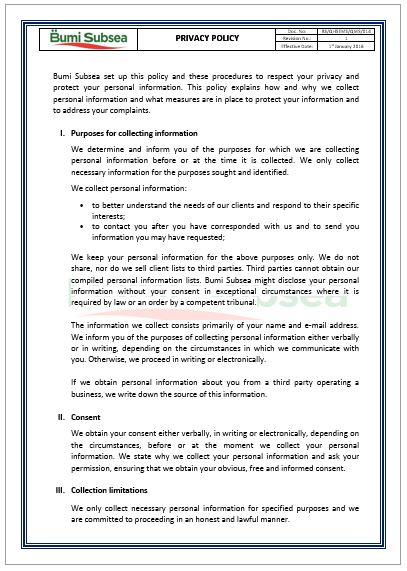 Bumi Subsea
PRIVACY POLICY
Doc. No:
Revision No.: 1
Effective Date: 1st January 2016
Bumi Subsea set up this policy and these procedures to respect your privacy and
protect your personal information. This policy explains how and why we collect
personal information and what measures are in place to protect your information and
to address your complaints.
I. Purposes for collecting information
We determine and inform you of the purposes for which we are collecting
personal information before or at the time it is collected. We only collect
necessary information for the purposes sought and identified.
We collect personal information:
• to better understand the needs of our clients and respond to their specific
interests;
• to contact you after you have corresponded with us and to send you
information you may have requested;
We keep your personal information for the above purposes only. We do not
share, nor do we sell client lists to third parties. Third parties cannot obtain our
compiled personal information lists. Bumi Subsea might disclose your personal
information without your consent in exceptional circumstances where it is
required by law or an order by a competent tribunal.
The information we collect consists primarily of your name and e-mail address.
We inform you of the purposes of collecting personal information either verbally
or in writing, depending on the circumstances in which we communicate with
you. Otherwise, we proceed in writing or electronically.
If we obtain personal information about you from a third party operating a
business, we write down the source of this information.
II. Consent
We obtain your consent either verbally, in writing or electronically, depending on
the circumstances, before or at the moment we collect your personal
information. We state why we collect your personal information and ask your
permission, ensuring that we obtain your obvious, free and informed consent.
III. Collection limitations
We only collect necessary personal information for specified purposes and we
are committed to proceeding in an honest and lawful manner.